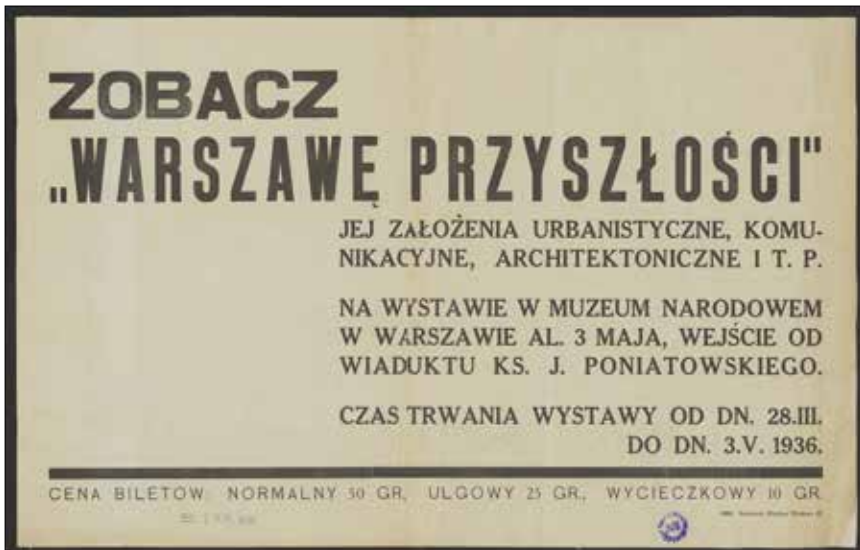 ZOBACZ
„WARSZAWĘ PRZYSZŁOŚCI"
JEJ ZAŁOŻENIA URBANISTYCZNE, KOMU-
NIKACYJNE, ARCHITEKTONICZNE I T. P.
NA WYSTAWIE W MUZEUM NARODOWEM
W WARSZAWIE AL. 3 MAJA, WEJŚCIE OD
WIADUKTU KS. J. PONIATOWSKIEGO.
CZAS TRWANIA WYSTAWY OD DN. 28.III.
DO DN. 3.V. 1936.
CENA BILETÓW: NORMALNY 50 GR, ULGOWY 25 GR, WYCIECZKOWY 10 GR